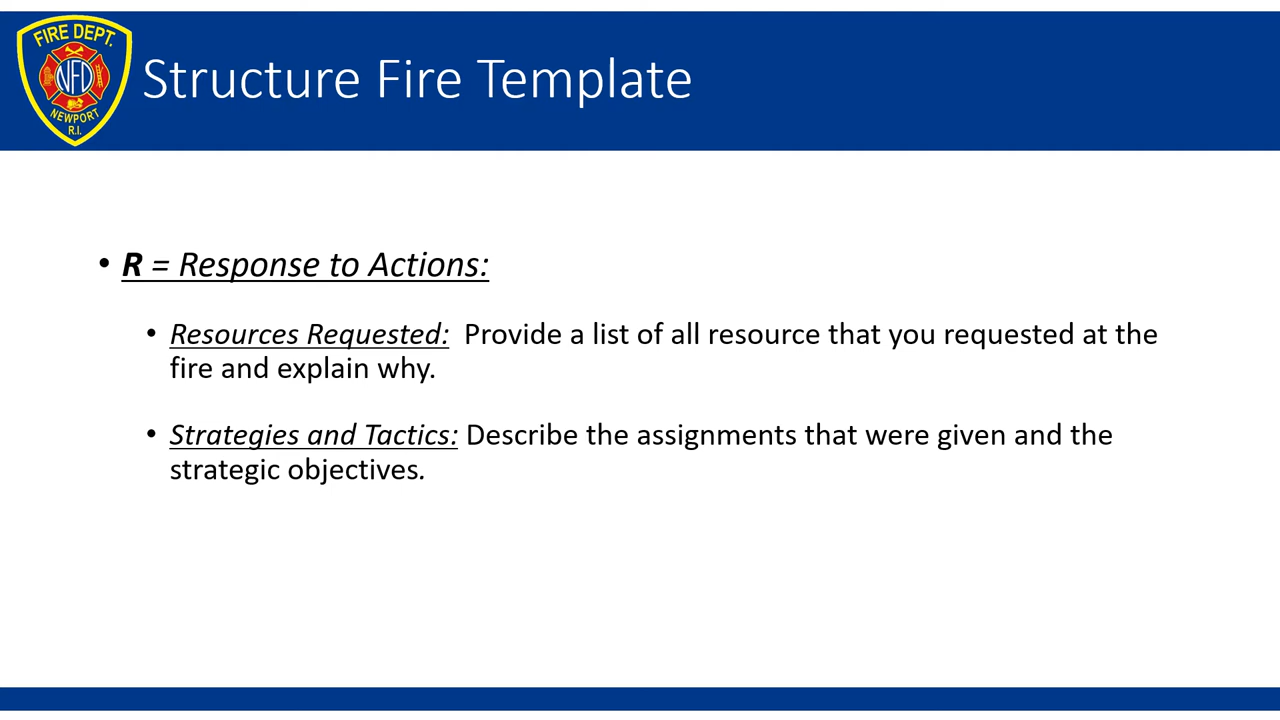 FIRE DEPT.
NFD
NEWPORT
R.I.
Structure Fire Template
• R = Response to Actions:
• Resources Requested:  Provide a list of all resource that you requested at the
fire and explain why.
• Strategies and Tactics: Describe the assignments that were given and the
strategic objectives.